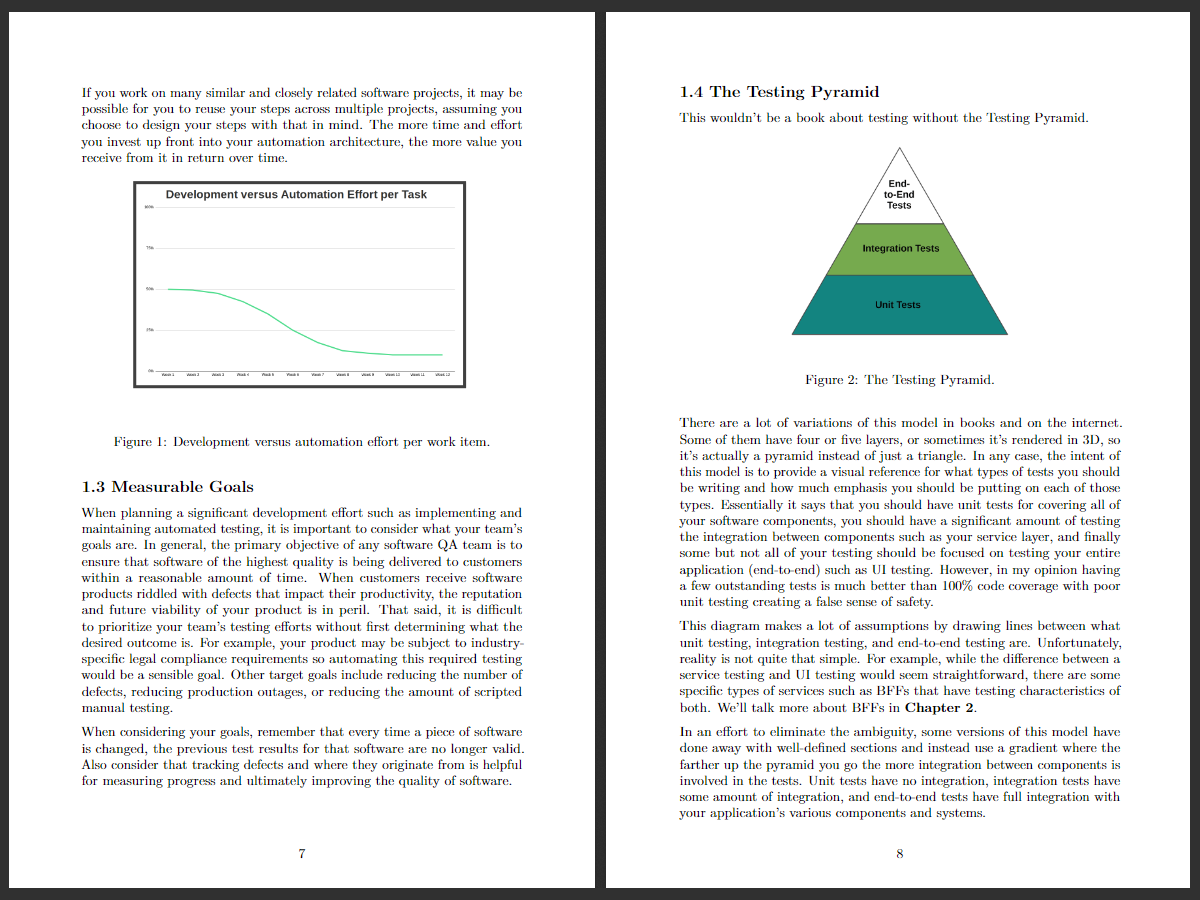 If you work on many similar and closely related software projects, it may be
possible for you to reuse your steps across multiple projects, assuming you
choose to design your steps with that in mind. The more time and effort
you invest up front into your automation architecture, the more value you
receive from it in return over time.
Development versus Automation Effort per Task
100%
75%
50%
25%
0%
Week 1 Week 2 Week 3 Week 4 Week 5 Week 6 Week 7 Week 8 Week 9 Week 10 Week 11 Week 12
Figure 1: Development versus automation effort per work item.
1.3 Measurable Goals
When planning a significant development effort such as implementing and
maintaining automated testing, it is important to consider what your team's
goals are. In general, the primary objective of any software QA team is to
ensure that software of the highest quality is being delivered to customers
within a reasonable amount of time. When customers receive software
products riddled with defects that impact their productivity, the reputation
and future viability of your product is in peril. That said, it is difficult
to prioritize your team's testing efforts without first determining what the
desired outcome is. For example, your product may be subject to industry-
specific legal compliance requirements so automating this required testing
would be a sensible goal. Other target goals include reducing the number of
defects, reducing production outages, or reducing the amount of scripted
manual testing.
When considering your goals, remember that every time a piece of software
is changed, the previous test results for that software are no longer valid.
Also consider that tracking defects and where they originate from is helpful
for measuring progress and ultimately improving the quality of software.
7
1.4 The Testing Pyramid
This wouldn't be a book about testing without the Testing Pyramid.
End-
to-End
Tests
Integration Tests
Unit Tests
Figure 2: The Testing Pyramid.
There are a lot of variations of this model in books and on the internet.
Some of them have four or five layers, or sometimes it's rendered in 3D, so
it's actually a pyramid instead of just a triangle. In any case, the intent of
this model is to provide a visual reference for what types of tests you should
be writing and how much emphasis you should be putting on each of those
types. Essentially it says that you should have unit tests for covering all of
your software components, you should have a significant amount of testing
the integration between components such as your service layer, and finally
some but not all of your testing should be focused on testing your entire
application (end-to-end) such as UI testing. However, in my opinion having
a few outstanding tests is much better than 100% code coverage with poor
unit testing creating a false sense of safety.
This diagram makes a lot of assumptions by drawing lines between what
unit testing, integration testing, and end-to-end testing are. Unfortunately,
reality is not quite that simple. For example, while the difference between a
service testing and UI testing would seem straightforward, there are some
specific types of services such as BFFs that have testing characteristics of
both. We'll talk more about BFFs in Chapter 2.
In an effort to eliminate the ambiguity, some versions of this model have
done away with well-defined sections and instead use a gradient where the
farther up the pyramid you go the more integration between components is
involved in the tests. Unit tests have no integration, integration tests have
some amount of integration, and end-to-end tests have full integration with
your application's various components and systems.
8